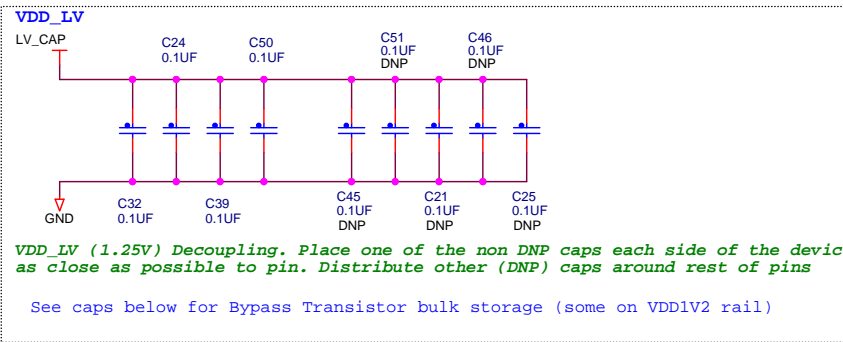 VDD_LV
LV_CAP
C24
0.1UF
C50
0.1UF
C51
0.1UF
DNP
C46
0.1UF
DNP
GND
C32
0.1UF
C39
0.1UF
C45
0.1UF
DNP
C21
0.1UF
DNP
C25
0.1UF
DNP
VDD_LV (1.25V) Decoupling. Place one of the non DNP caps each side of the devic
as close as possible to pin. Distribute other (DNP) caps around rest of pins
See caps below for Bypass Transistor bulk storage (some on VDD1V2 rail)